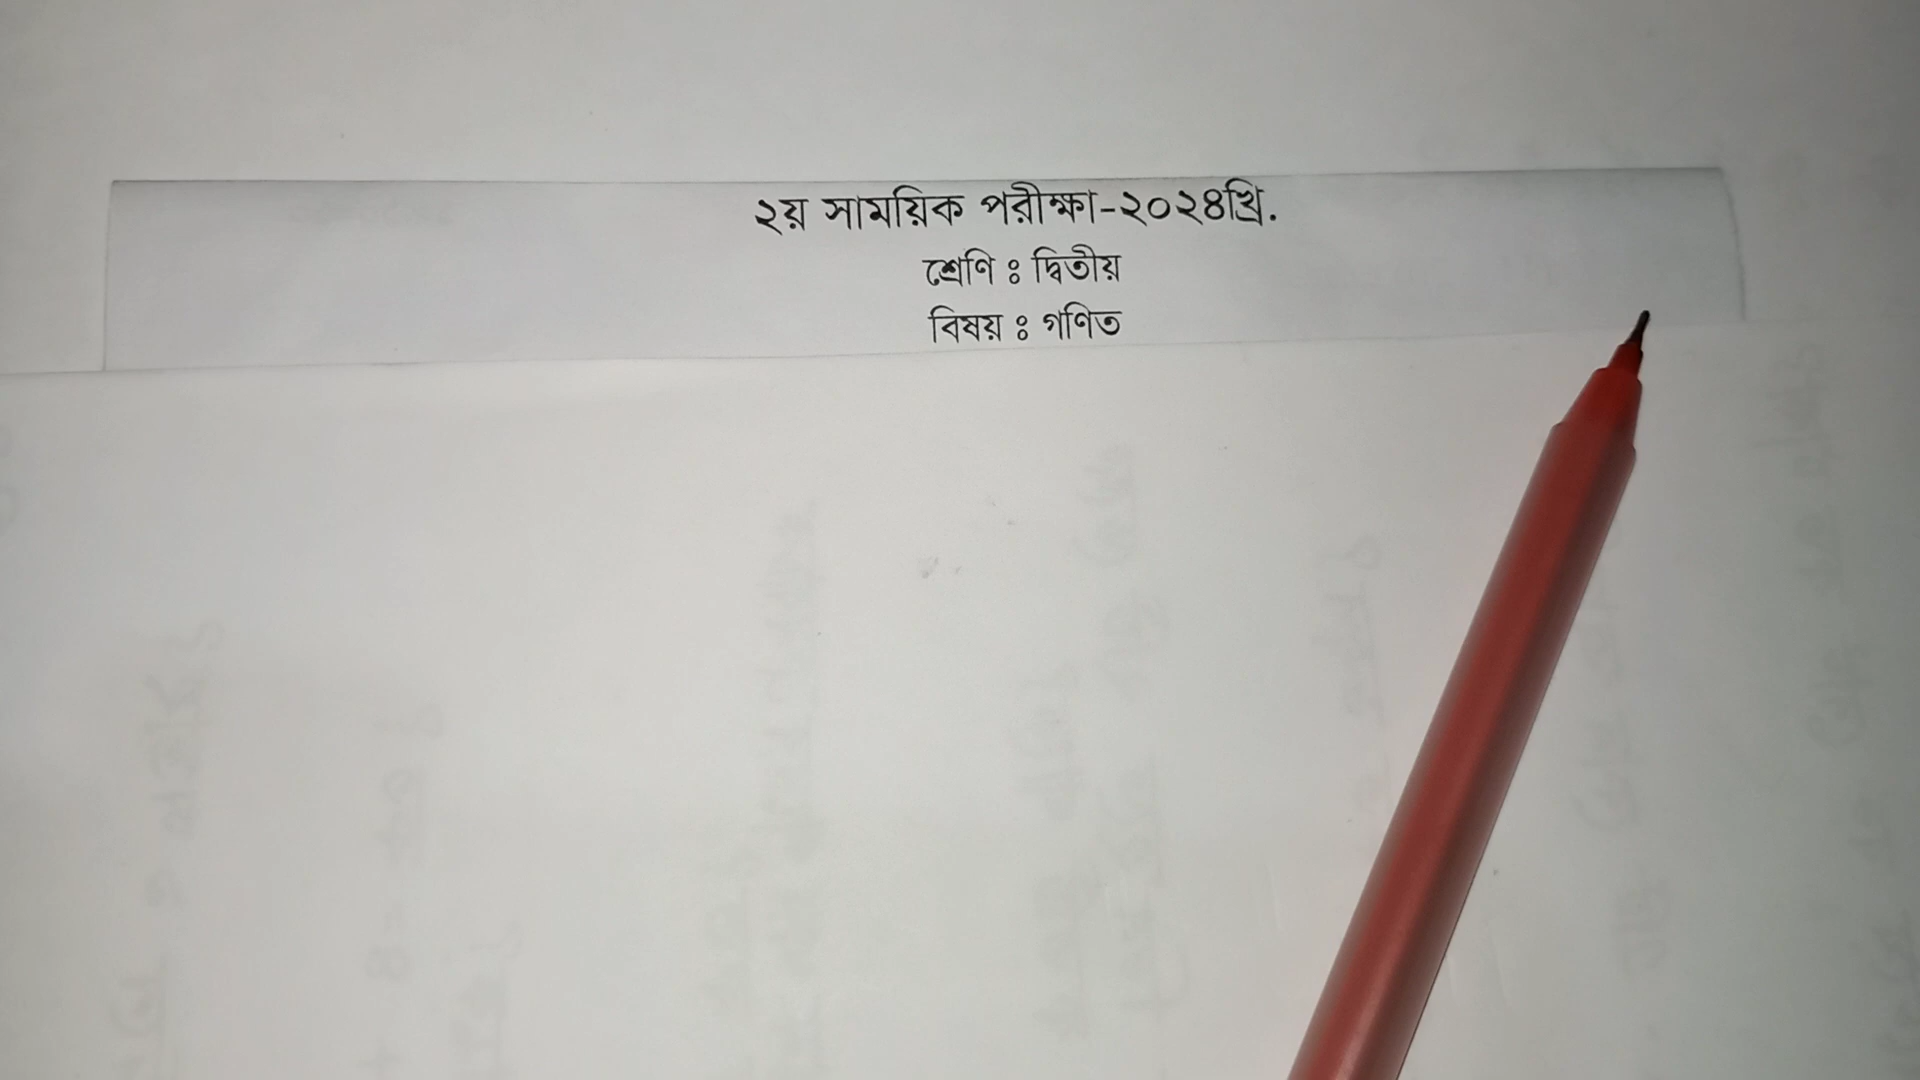 ২য় সাময়িক পরীক্ষা-২০২৪খ্রি.
শ্রেণি ঃ দ্বিতীয়
বিষয় ঃ গণিত